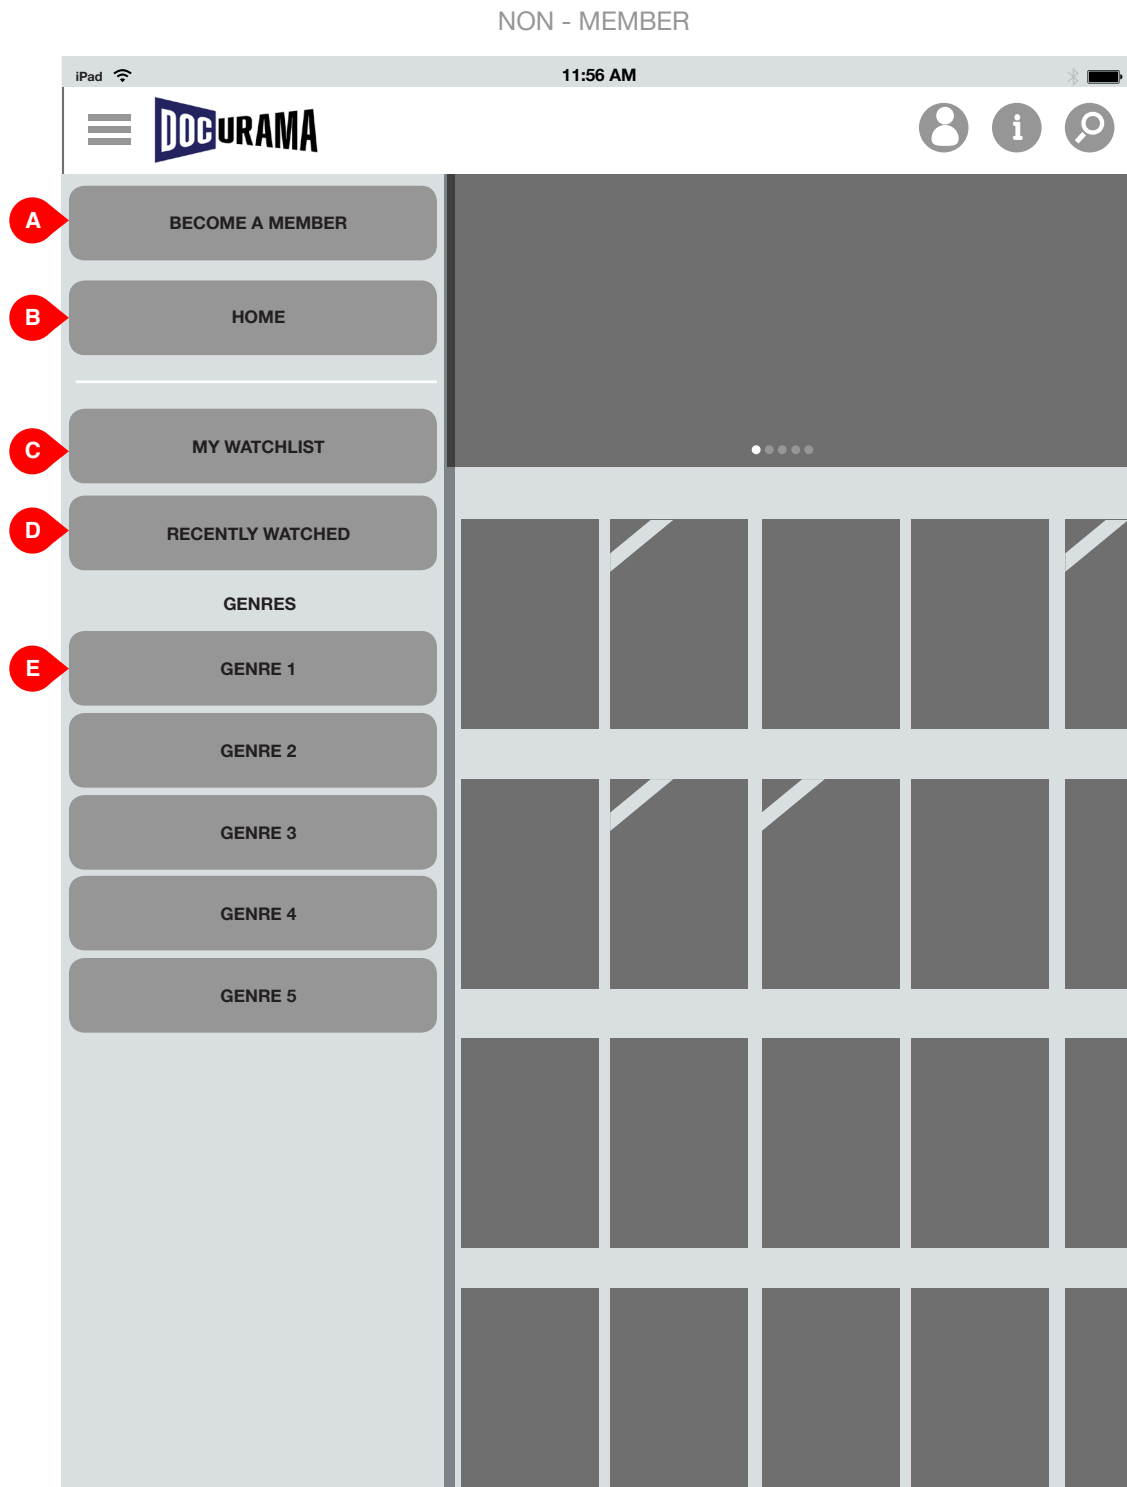 NON - MEMBER
iPad 11:56 AM
DOCURAMA
A BECOME A MEMBER
B HOME
C MY WATCHLIST
D RECENTLY WATCHED
GENRES
E GENRE 1
GENRE 2
GENRE 3
GENRE 4
GENRE 5